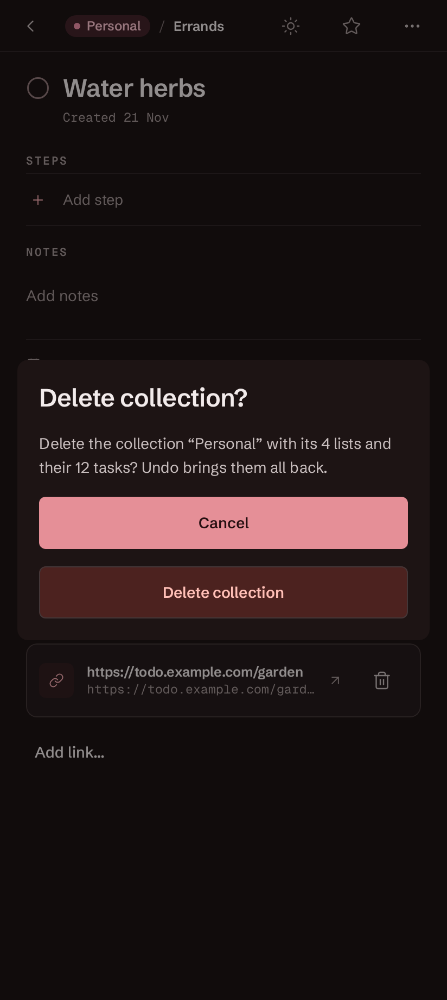 Personal / Errands
Water herbs
Created 21 Nov
STEPS
Add step
NOTES
Add notes
Delete collection?
Delete the collection “Personal” with its 4 lists and
their 12 tasks? Undo brings them all back.
Cancel
Delete collection
https://todo.example.com/garden
https://todo.example.com/gard…
Add link…